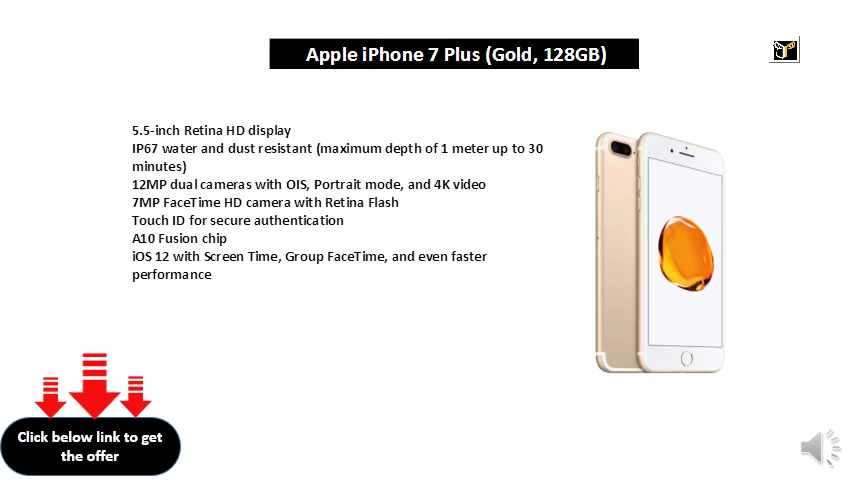 Apple iPhone 7 Plus (Gold, 128GB)
5.5-inch Retina HD display
IP67 water and dust resistant (maximum depth of 1 meter up to 30
minutes)
12MP dual cameras with OIS, Portrait mode, and 4K video
7MP FaceTime HD camera with Retina Flash
Touch ID for secure authentication
A10 Fusion chip
iOS 12 with Screen Time, Group FaceTime, and even faster
performance
Click below link to get
the offer